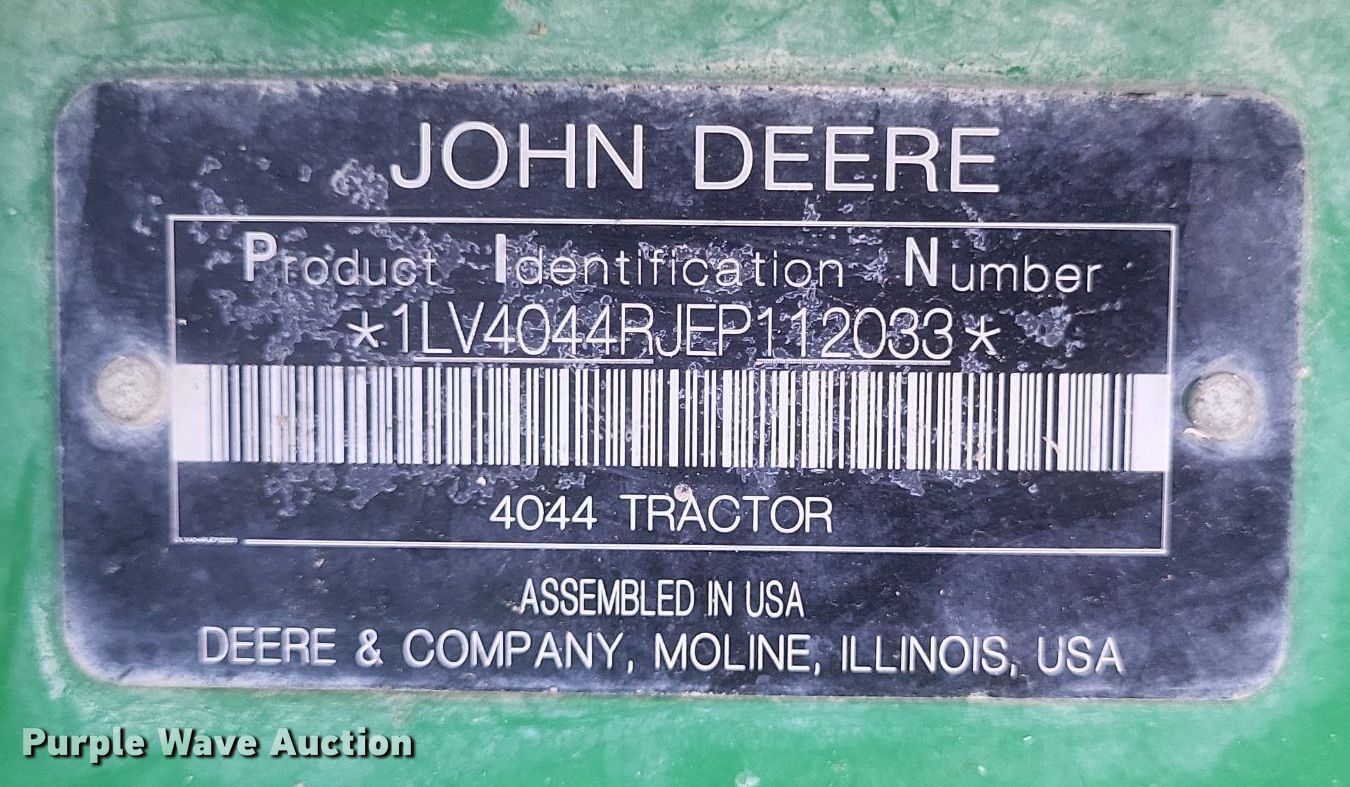 JOHN DEERE
Product Identification Number
*1LV4044RJEP112033*
4044 TRACTOR
ASSEMBLED IN USA
DEERE & COMPANY, MOLINE, ILLINOIS, USA
Purple Wave Auction